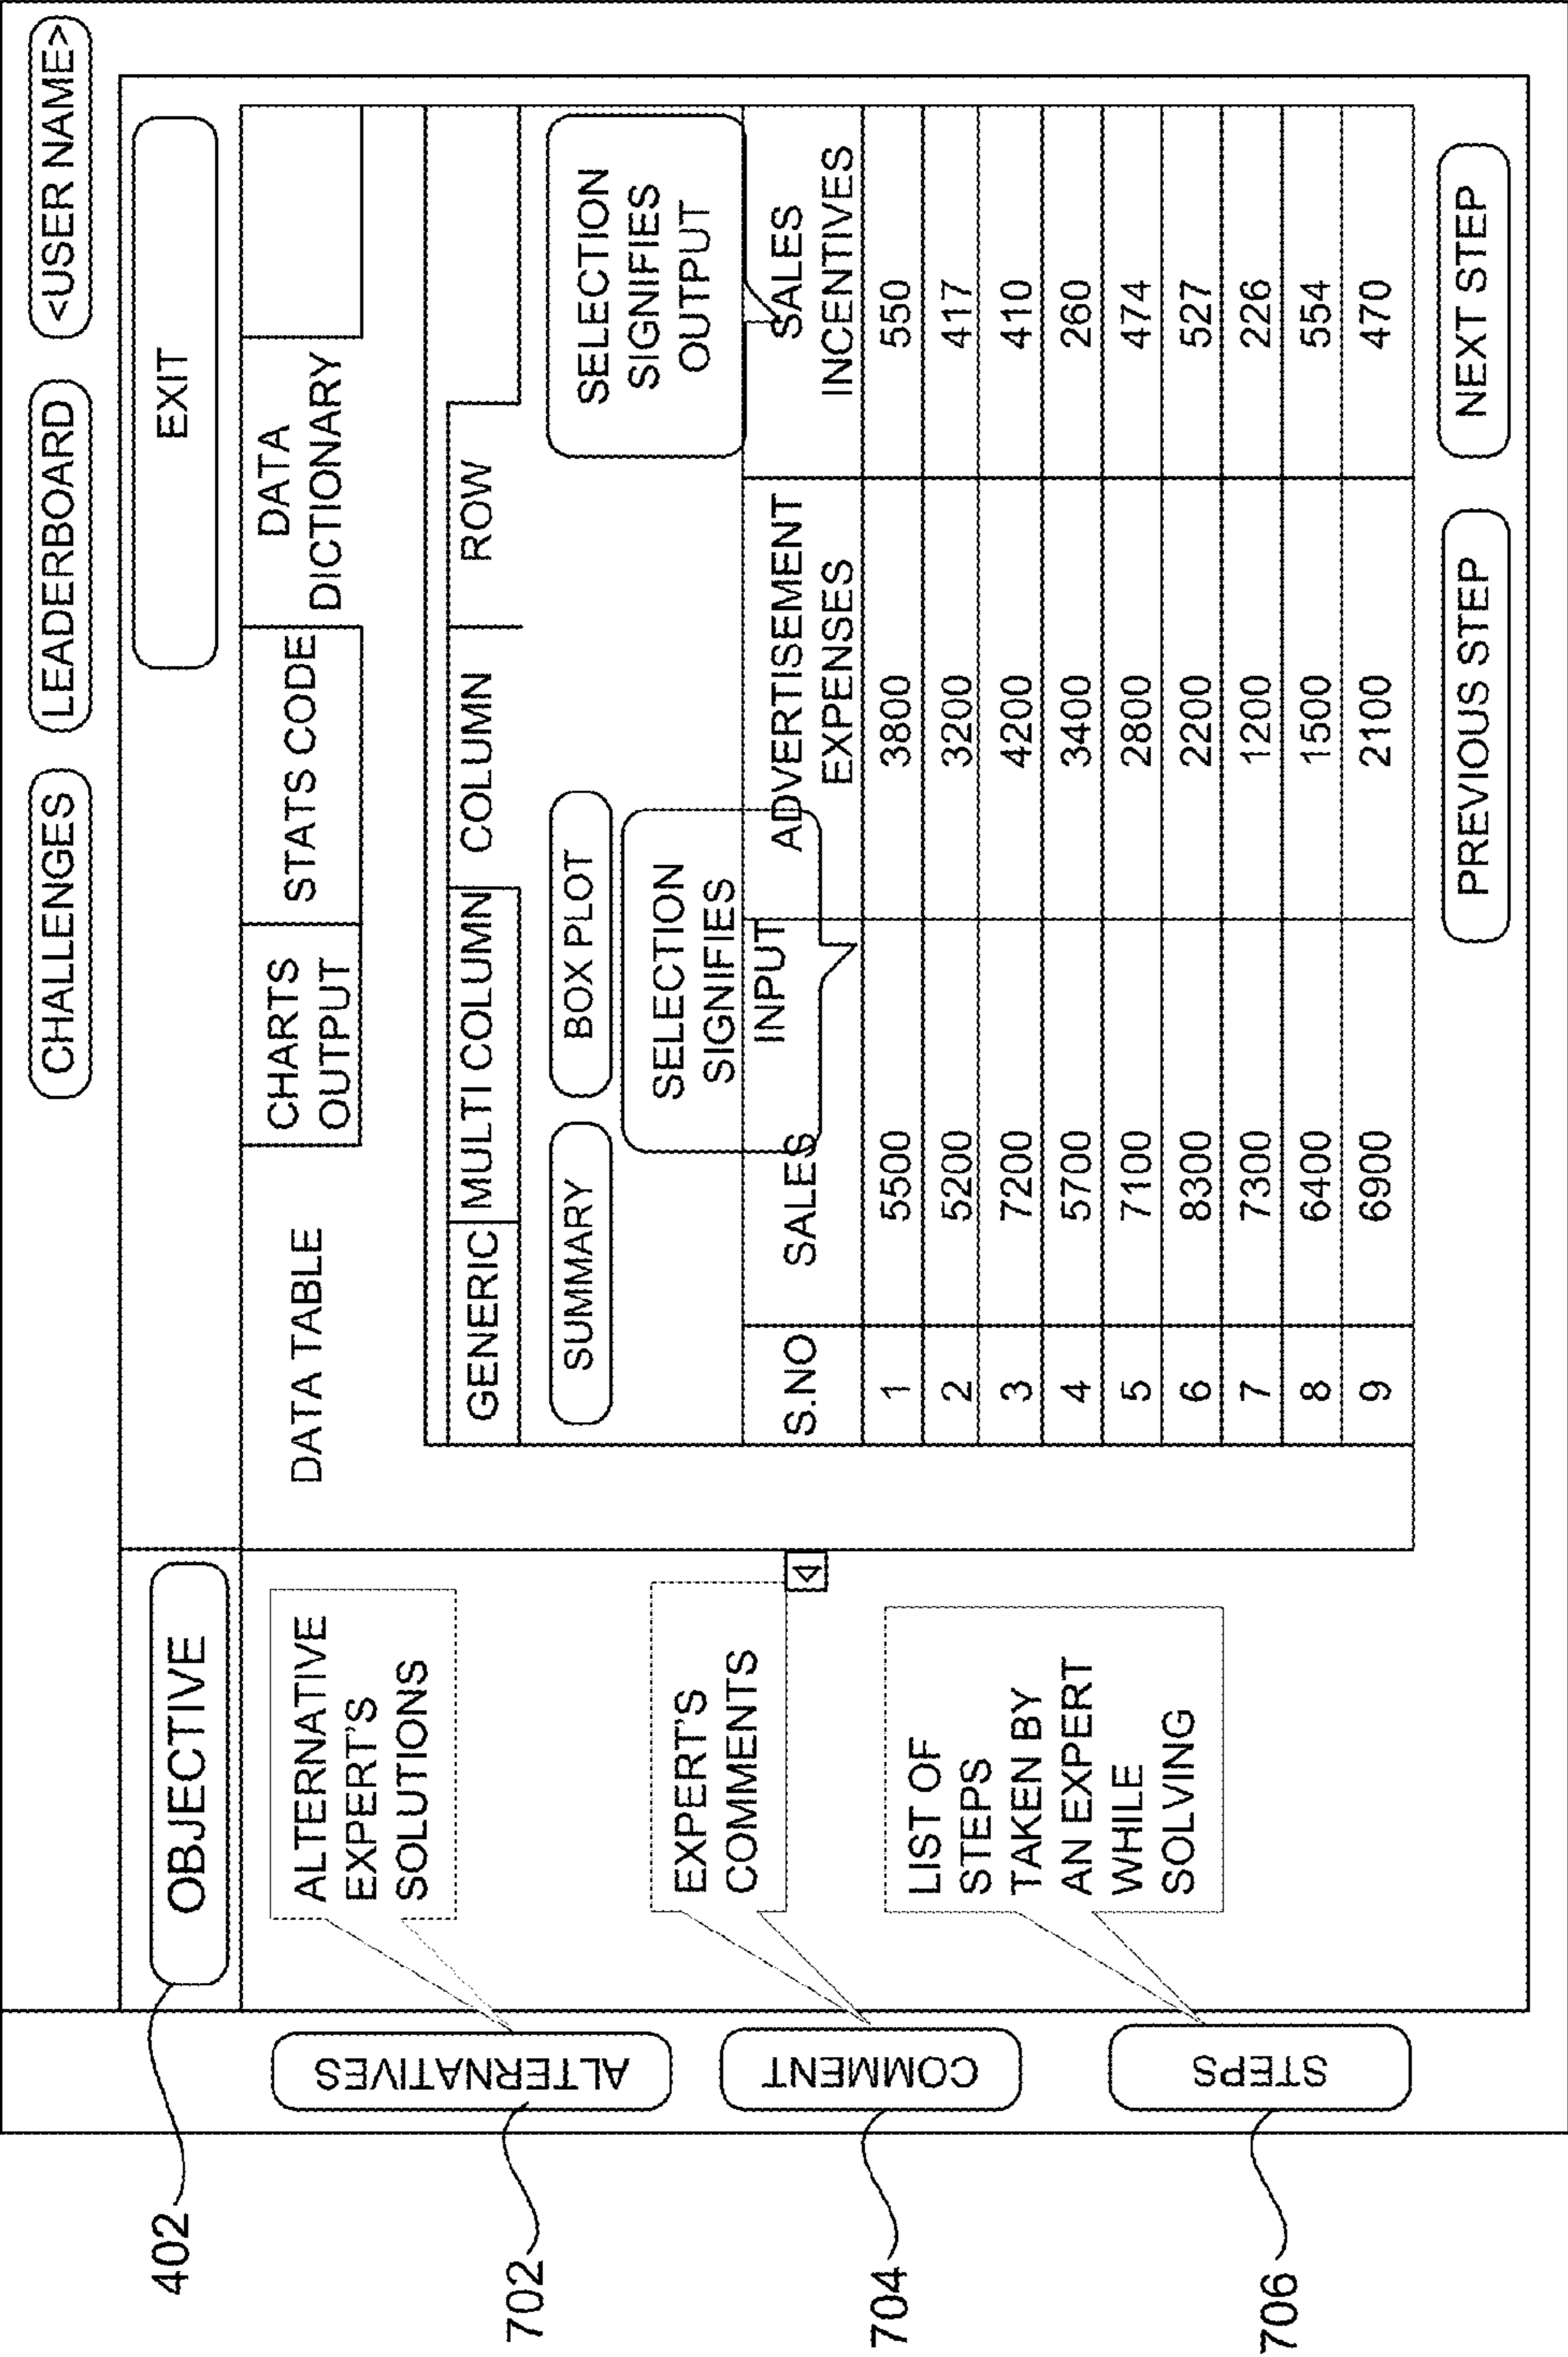 CHALLENGES LEADERBOARD <USER NAME>
402
OBJECTIVE
EXIT
702
ALTERNATIVES
ALTERNATIVE
EXPERT'S
SOLUTIONS
704
COMMENT
EXPERT'S
COMMENTS
706
STEPS
LIST OF
STEPS
TAKEN BY
AN EXPERT
WHILE
SOLVING
DATA TABLE
CHARTS
OUTPUT
STATS CODE
DATA
DICTIONARY
GENERIC MULTI COLUMN COLUMN ROW
SUMMARY BOX PLOT
SELECTION
SIGNIFIES
INPUT
SELECTION
SIGNIFIES
OUTPUT
S.NO SALES
ADVERTISEMENT
EXPENSES
SALES
INCENTIVES
1 5500 3800 550
2 5200 3200 417
3 7200 4200 410
4 5700 3400 260
5 7100 2800 474
6 8300 2200 527
7 7300 1200 226
8 6400 1500 554
9 6900 2100 470
PREVIOUS STEP NEXT STEP